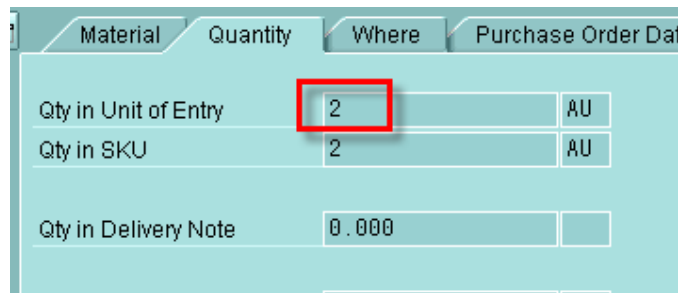 Material Quantity Where Purchase Order Dat
Qty in Unit of Entry 2 AU
Qty in SKU 2 AU
Qty in Delivery Note 0.000